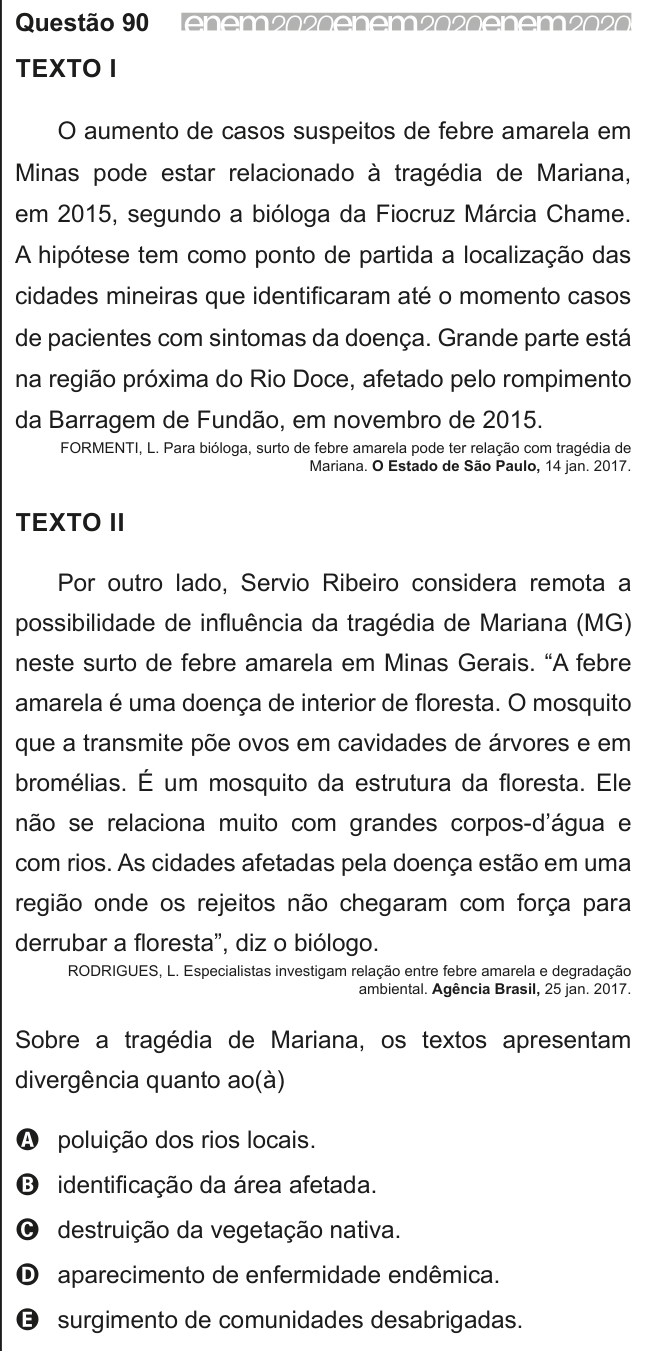 Questão 90 enem2020enem2020enem2020
TEXTO I
O aumento de casos suspeitos de febre amarela em
Minas pode estar relacionado à tragédia de Mariana,
em 2015, segundo a bióloga da Fiocruz Márcia Chame.
A hipótese tem como ponto de partida a localização das
cidades mineiras que identificaram até o momento casos
de pacientes com sintomas da doença. Grande parte está
na região próxima do Rio Doce, afetado pelo rompimento
da Barragem de Fundão, em novembro de 2015.
FORMENTI, L. Para bióloga, surto de febre amarela pode ter relação com tragédia de
Mariana. O Estado de São Paulo, 14 jan. 2017.
TEXTO II
Por outro lado, Servio Ribeiro considera remota a
possibilidade de influência da tragédia de Mariana (MG)
neste surto de febre amarela em Minas Gerais. “A febre
amarela é uma doença de interior de floresta. O mosquito
que a transmite põe ovos em cavidades de árvores e em
bromélias. É um mosquito da estrutura da floresta. Ele
não se relaciona muito com grandes corpos-d’água e
com rios. As cidades afetadas pela doença estão em uma
região onde os rejeitos não chegaram com força para
derrubar a floresta”, diz o biólogo.
RODRIGUES, L. Especialistas investigam relação entre febre amarela e degradação
ambiental. Agência Brasil, 25 jan. 2017.
Sobre a tragédia de Mariana, os textos apresentam
divergência quanto ao(à)
A poluição dos rios locais.
B identificação da área afetada.
C destruição da vegetação nativa.
D aparecimento de enfermidade endêmica.
E surgimento de comunidades desabrigadas.